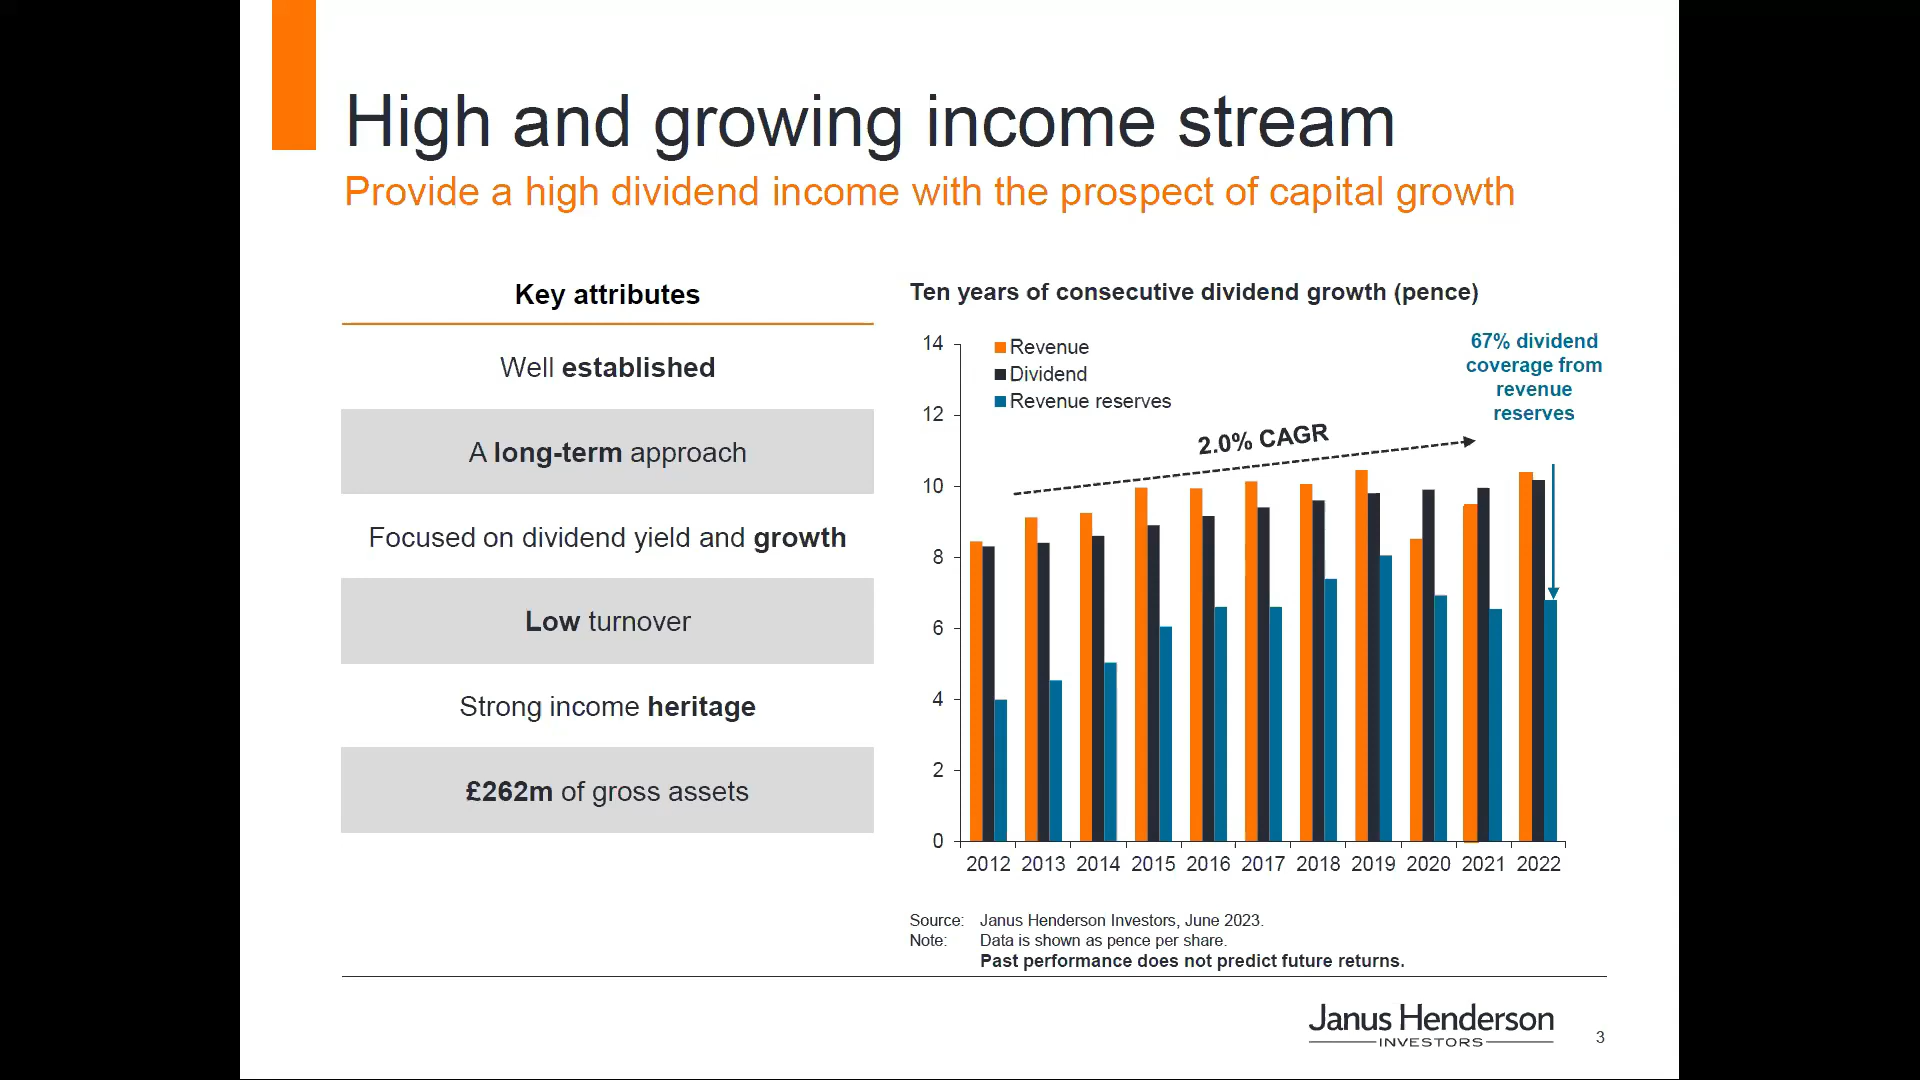 High and growing income stream
Provide a high dividend income with the prospect of capital growth
Key attributes
Well established
A long-term approach
Focused on dividend yield and growth
Low turnover
Strong income heritage
£262m of gross assets
Ten years of consecutive dividend growth (pence)
Revenue
Dividend
Revenue reserves
67% dividend
coverage from
revenue
reserves
2.0% CAGR
14
12
10
8
6
4
2
0
2012 2013 2014 2015 2016 2017 2018 2019 2020 2021 2022
Source: Janus Henderson Investors, June 2023.
Note: Data is shown as pence per share.
Past performance does not predict future returns.
Janus Henderson
INVESTORS
3